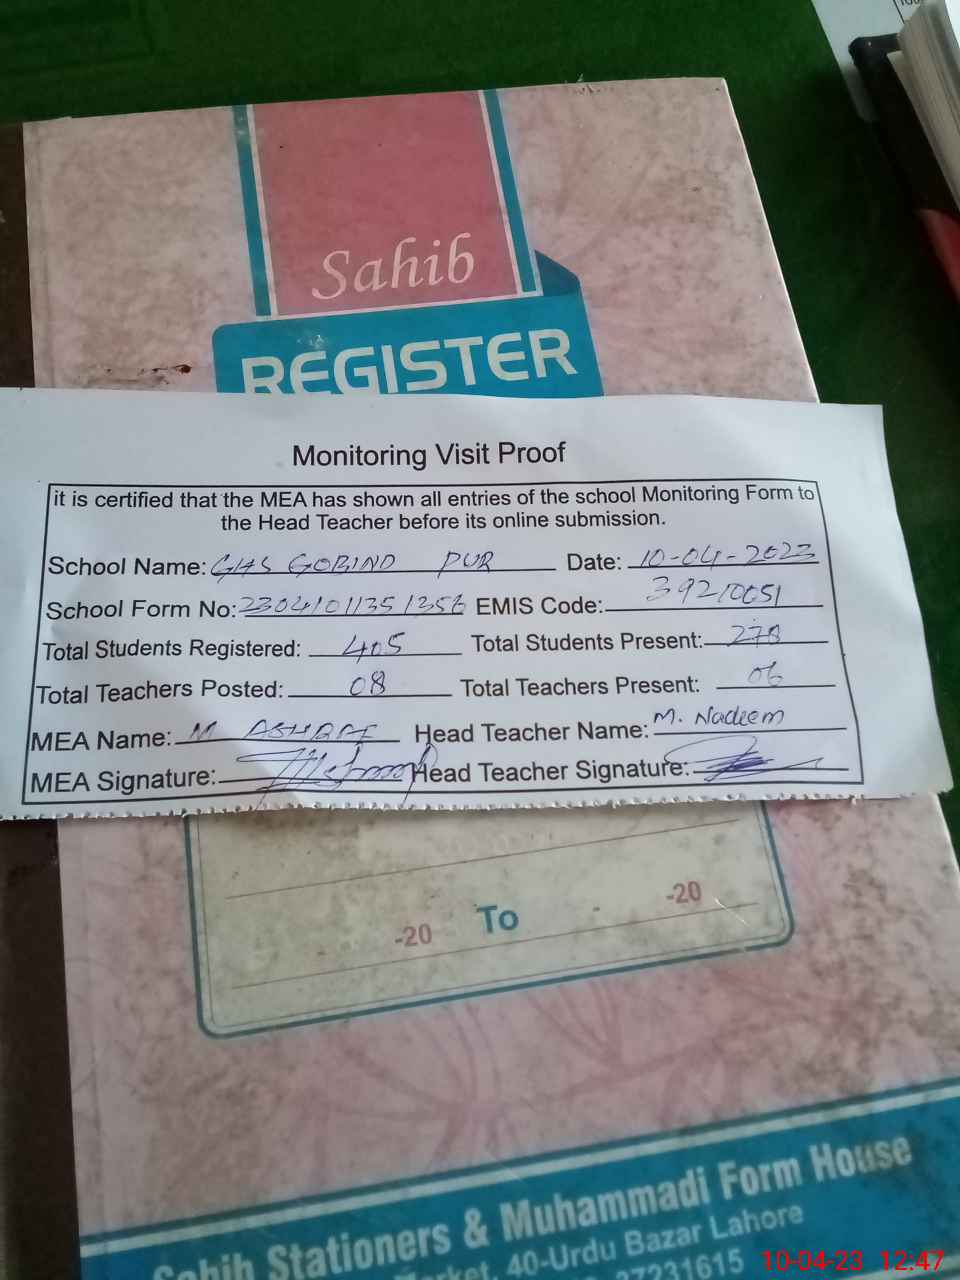 Sahib
REGISTER
Monitoring Visit Proof
it is certified that the MEA has shown all entries of the school Monitoring Form to
the Head Teacher before its online submission.
School Name: GHS GOBIND PUR Date: 10-04-2023
School Form No: 23041011351356 EMIS Code: 39210051
Total Students Registered: 405 Total Students Present: 278
Total Teachers Posted: 08 Total Teachers Present: 06
MEA Name: M ASHRAF Head Teacher Name: M. Nadeem
MEA Signature: Head Teacher Signature:
-20 To -20
Sahib Stationers & Muhammadi Form House
40-Urdu Bazar Lahore
37231615
10-04-23 12:47